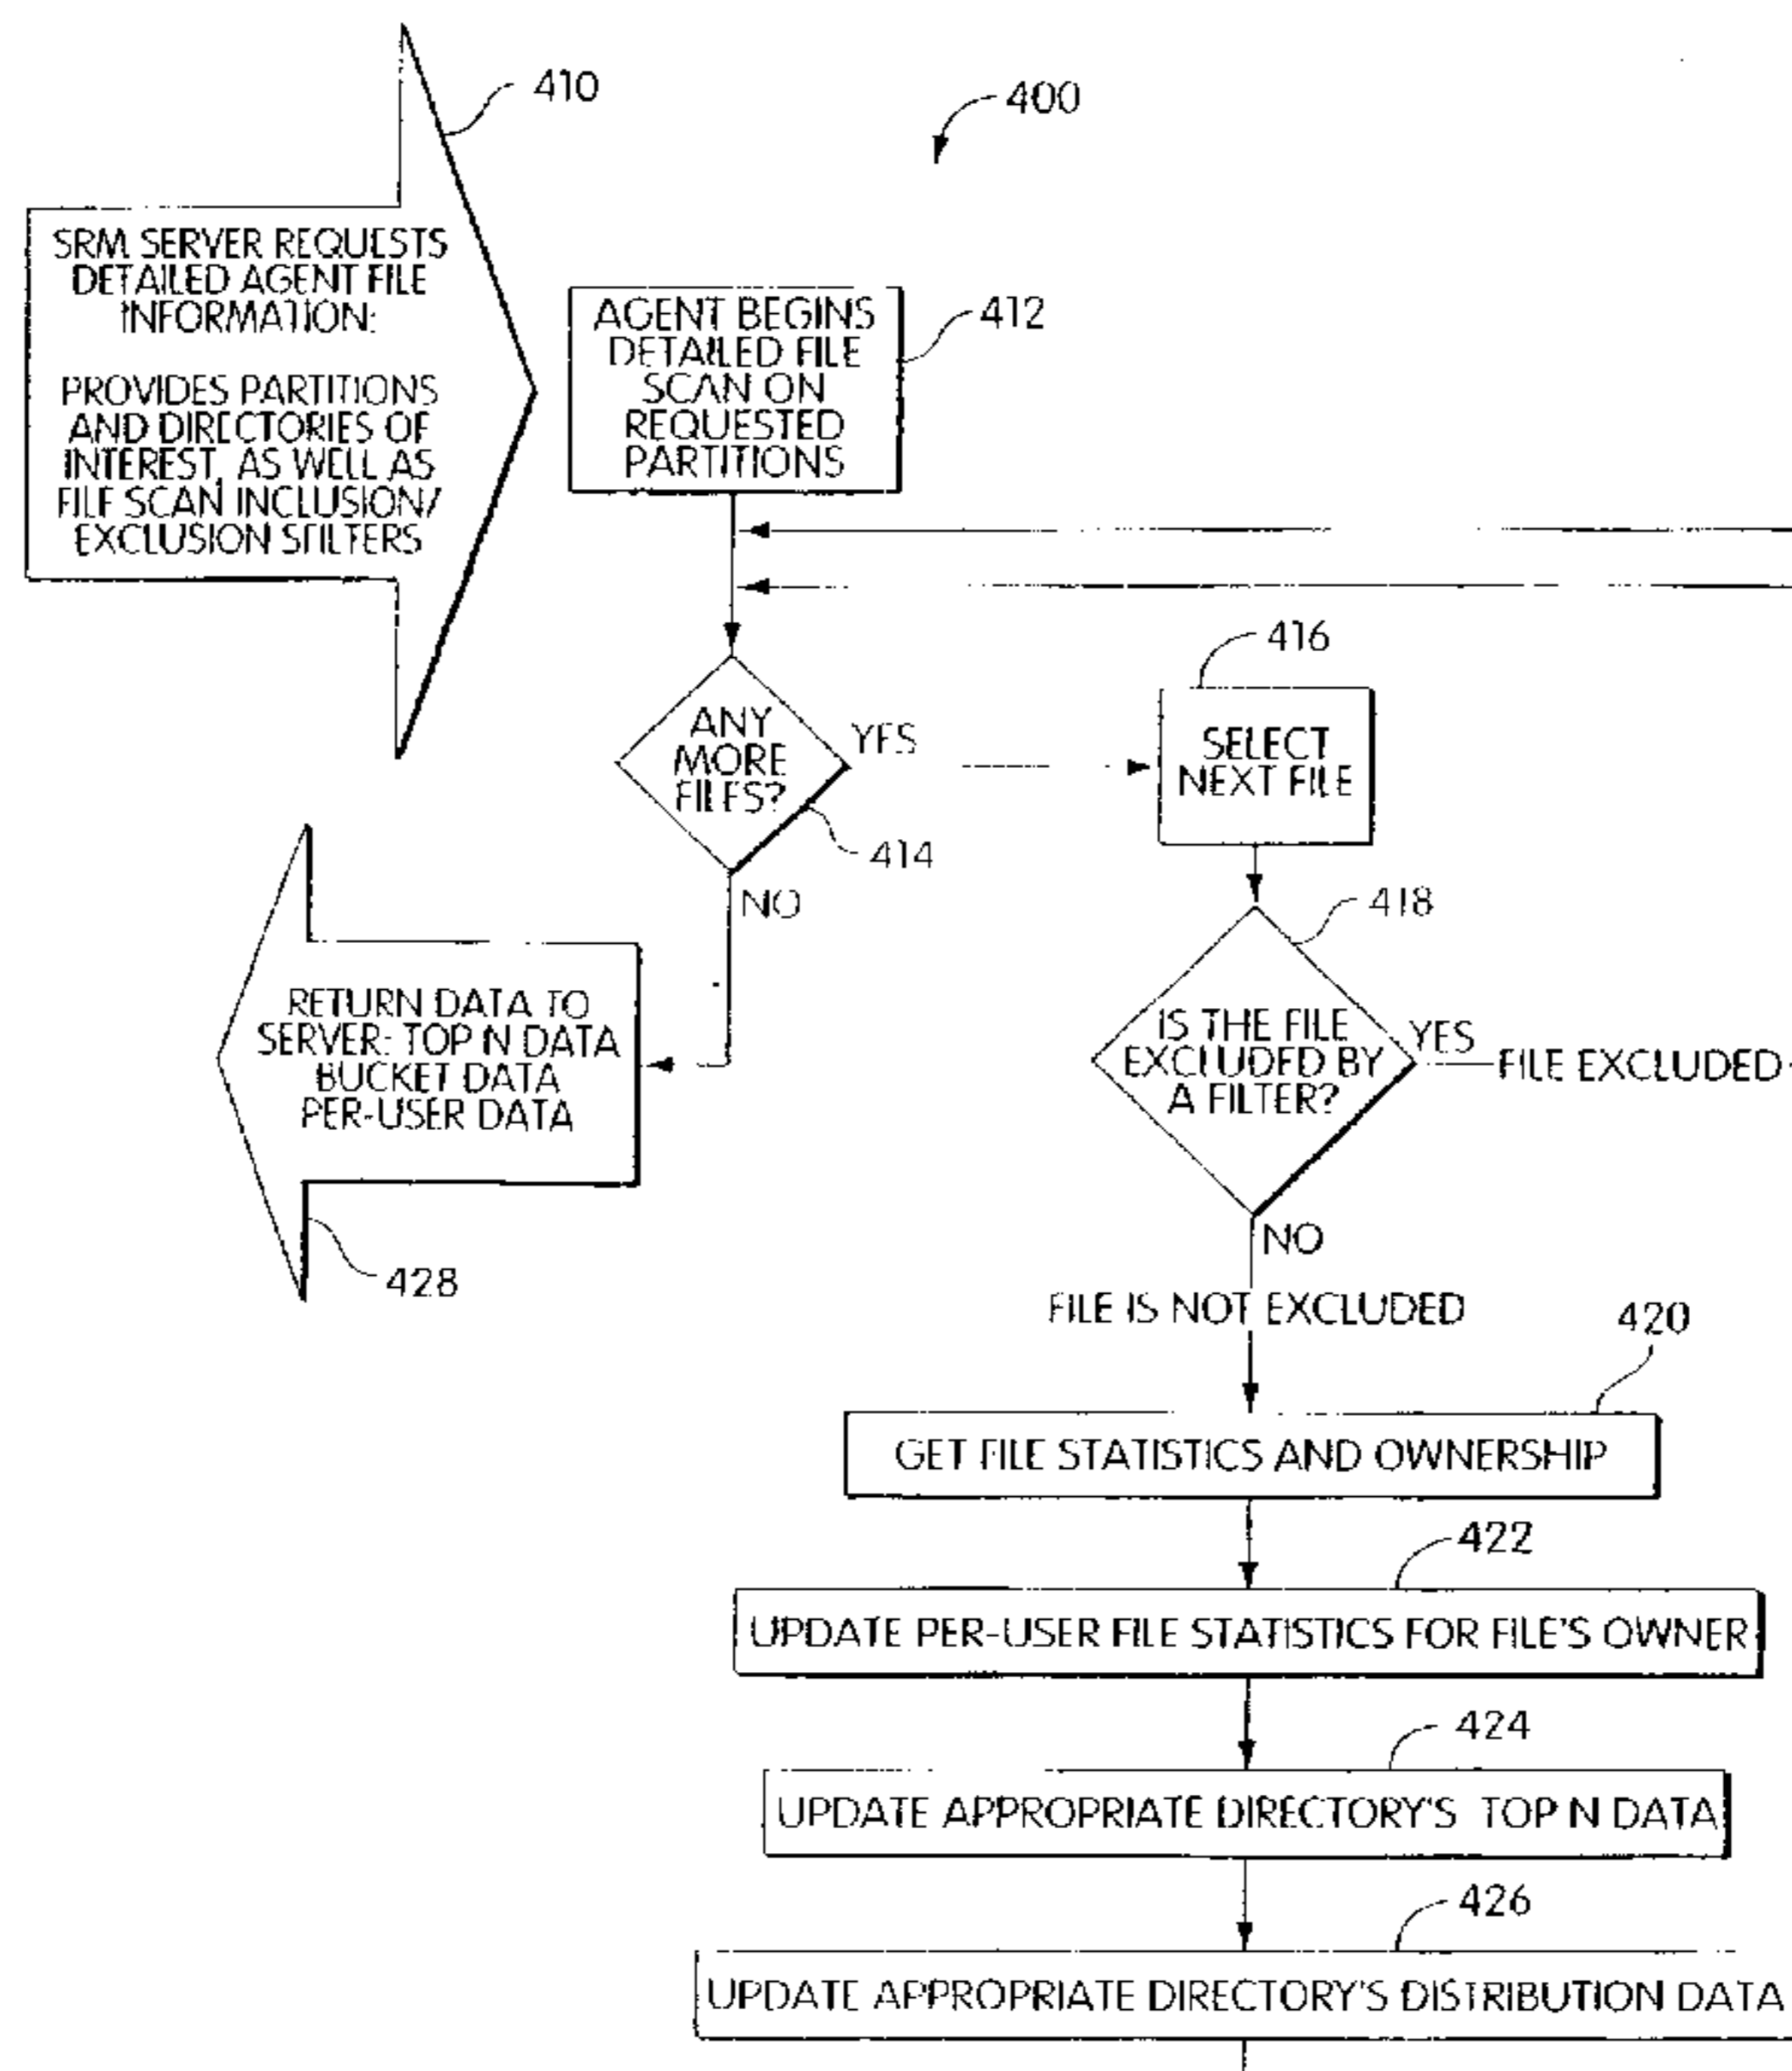 410
400
SRM SERVER REQUESTS
DETAILED AGENT FILE
INFORMATION:
PROVIDES PARTITIONS
AND DIRECTORIES OF
INTEREST, AS WELL AS
FILE SCAN INCLUSION/
EXCLUSION SFILTERS
AGENT BEGINS
DETAILED FILE
SCAN ON
REQUESTED
PARTITIONS
412
ANY
MORE
FILES?
YES
414
NO
416
SELECT
NEXT FILE
418
IS THE FILE
EXCLUDED BY
A FILTER?
YES
FILE EXCLUDED
NO
RETURN DATA TO
SERVER: TOP N DATA
BUCKET DATA
PER-USER DATA
428
FILE IS NOT EXCLUDED
420
GET FILE STATISTICS AND OWNERSHIP
422
UPDATE PER-USER FILE STATISTICS FOR FILE'S OWNER
424
UPDATE APPROPRIATE DIRECTORY'S TOP N DATA
426
UPDATE APPROPRIATE DIRECTORY'S DISTRIBUTION DATA